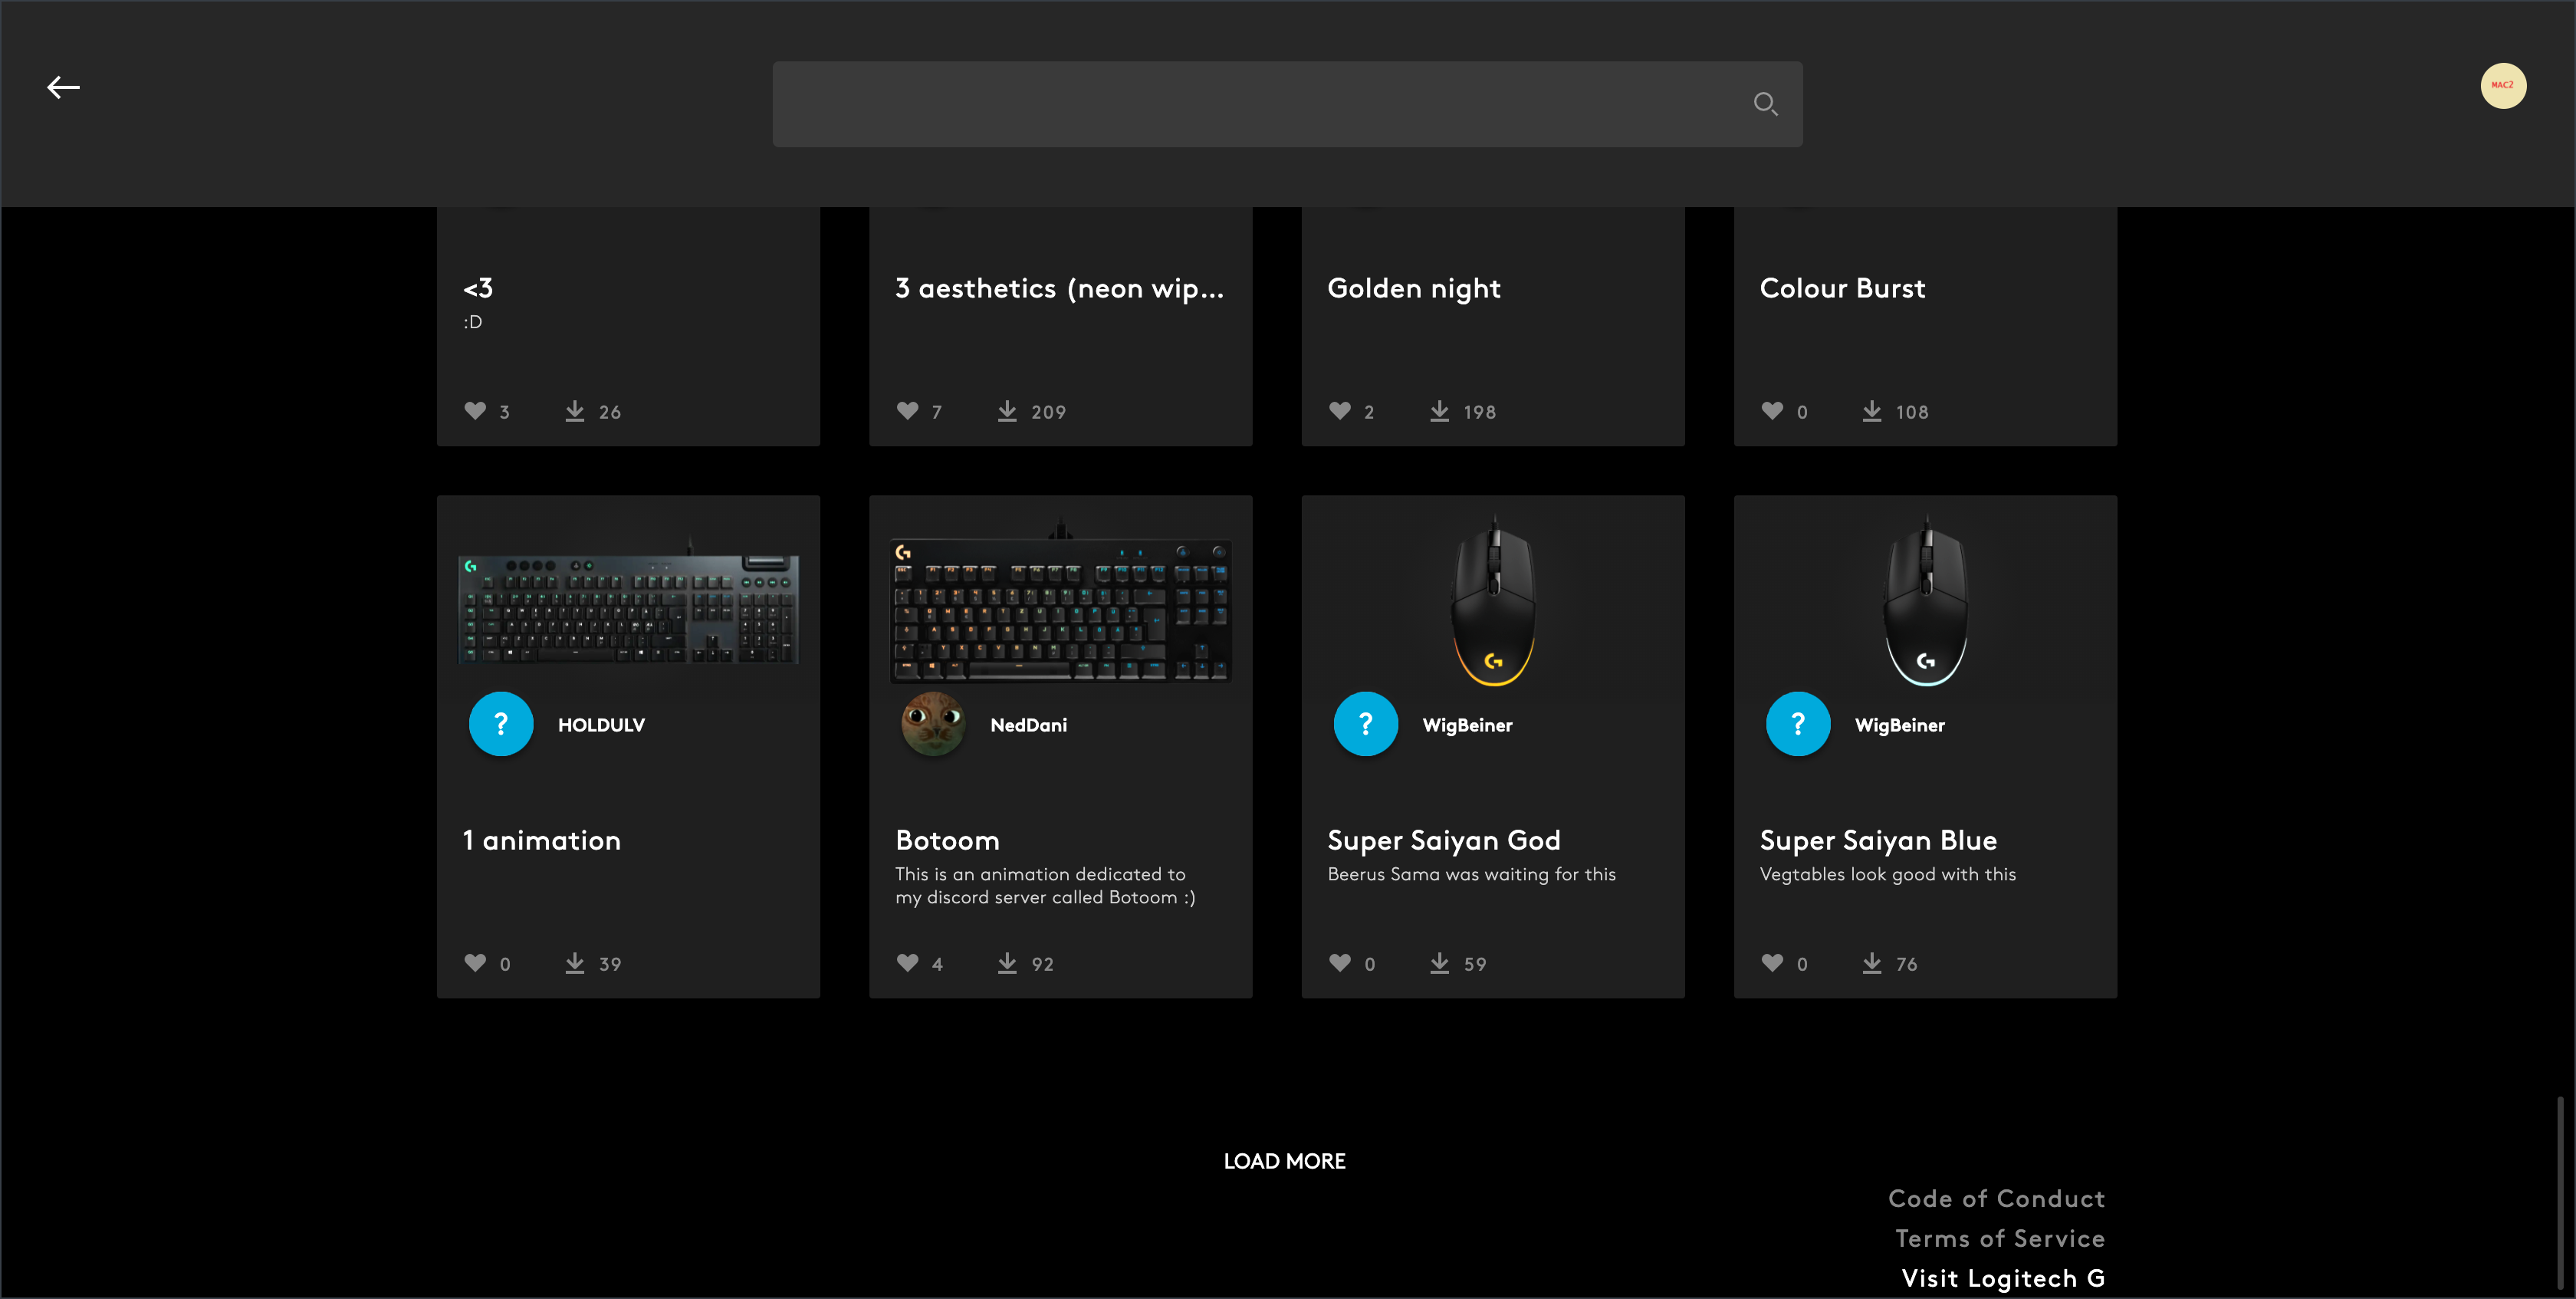 MAC2
<3
:D
3 26
3 aesthetics (neon wip...
7 209
Golden night
2 198
Colour Burst
0 108
? HOLDULV
1 animation
0 39
NedDani
Botoom
This is an animation dedicated to
my discord server called Botoom :)
4 92
? WigBeiner
Super Saiyan God
Beerus Sama was waiting for this
0 59
? WigBeiner
Super Saiyan Blue
Vegtables look good with this
0 76
LOAD MORE
Code of Conduct
Terms of Service
Visit Logitech G